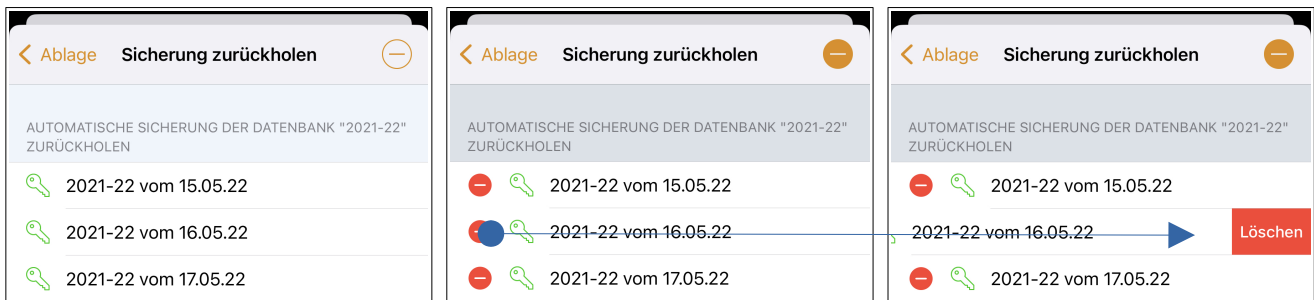 Ablage Sicherung zurückholen
AUTOMATISCHE SICHERUNG DER DATENBANK "2021-22"
ZURÜCKHOLEN
2021-22 vom 15.05.22
2021-22 vom 16.05.22
2021-22 vom 17.05.22
Ablage Sicherung zurückholen
AUTOMATISCHE SICHERUNG DER DATENBANK "2021-22"
ZURÜCKHOLEN
2021-22 vom 15.05.22
2021-22 vom 16.05.22
2021-22 vom 17.05.22
Ablage Sicherung zurückholen
AUTOMATISCHE SICHERUNG DER DATENBANK "2021-22"
ZURÜCKHOLEN
2021-22 vom 15.05.22
2021-22 vom 16.05.22 Löschen
2021-22 vom 17.05.22